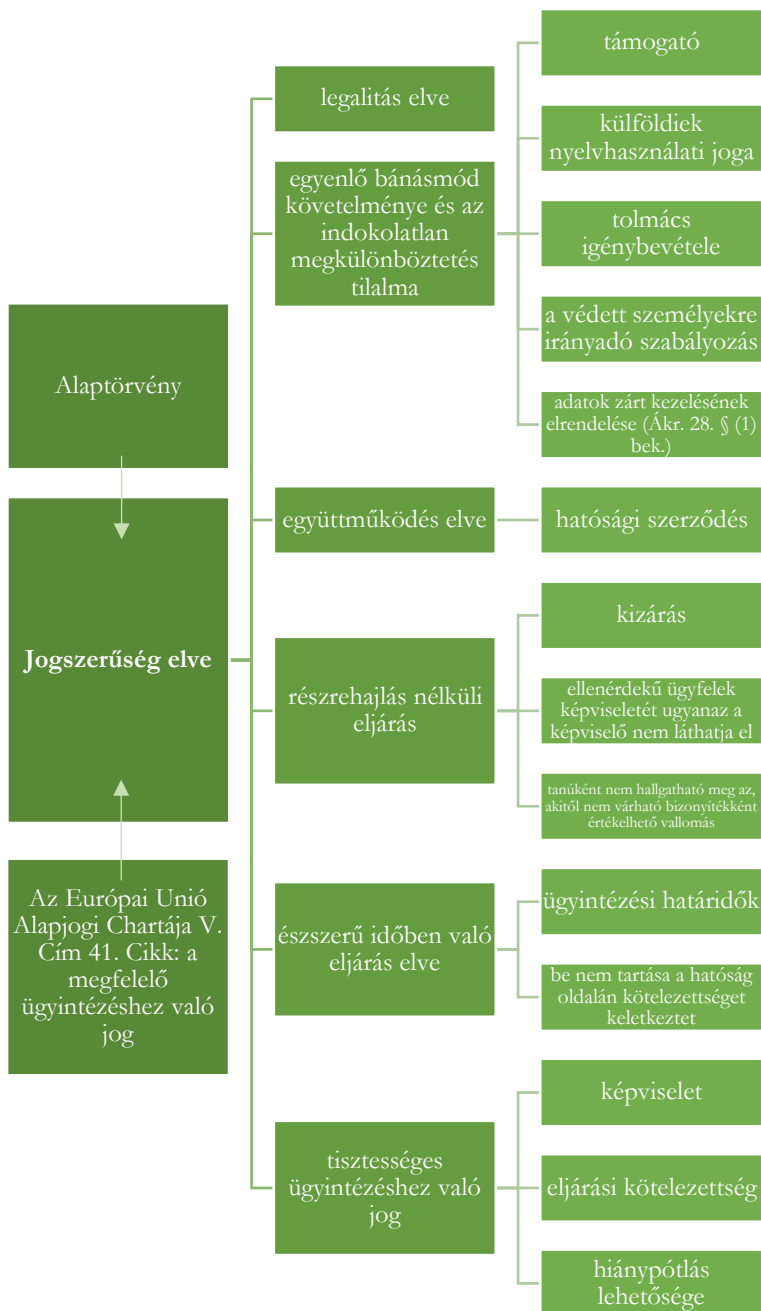 Alaptörvény
Jogszerűség elve
Az Európai Unió
Alapjogi Chartája V.
Cím 41. Cikk: a
megfelelő
ügyintézéshez való
jog
legalitás elve
egyenlő bánásmód
követelménye és az
indokolatlan
megkülönböztetés
tilalma
támogató
külföldiek
nyelvhasználati joga
tolmács
igénybevétele
a védett személyekre
irányadó szabályozás
adatok zárt kezelésének
elrendelése (Ákr. 28. § (1)
bek.)
együttműködés elve
hatósági szerződés
részrehajlás nélküli
eljárás
kizárás
ellenérdekű ügyfelek
képviseletét ugyanaz a
képviselő nem láthatja el
tanúként nem hallgatható meg az,
akitől nem várható bizonyítékként
értékelhető vallomás
észszerű időben való
eljárás elve
ügyintézési határidők
be nem tartása a hatóság
oldalán kötelezettséget
keletkeztet
tisztességes
ügyintézéshez való
jog
képviselet
eljárási kötelezettség
hiánypótlás
lehetősége